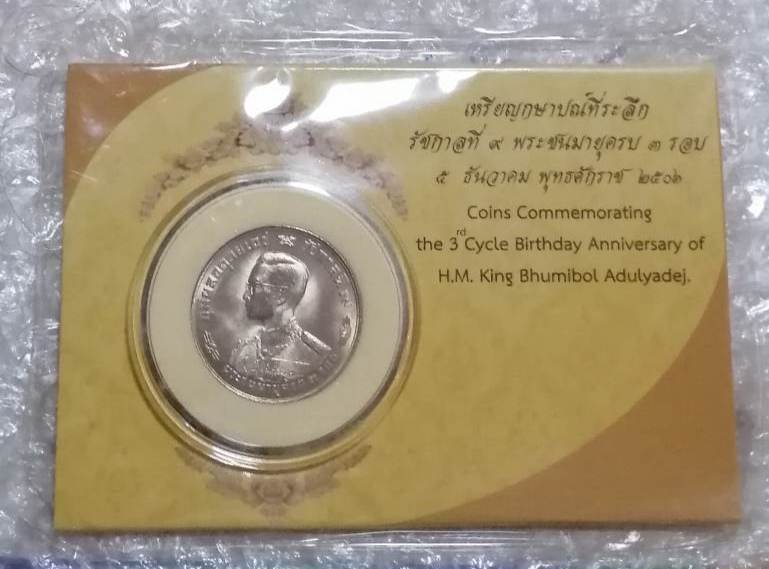 เหรียญกษาปณ์ที่ระลึก
รัชกาลที่ ๙ พระชนมายุครบ ๓ รอบ
๕ ธันวาคม พุทธศักราช ๒๕๐๖
Coins Commemorating
the 3rd Cycle Birthday Anniversary of
H.M. King Bhumibol Adulyadej.